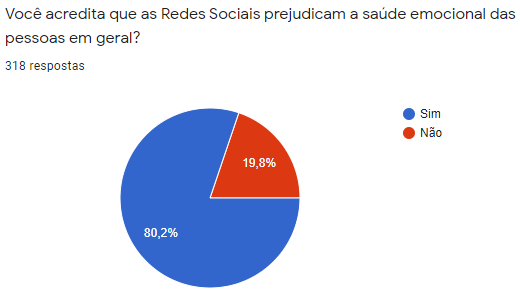 Você acredita que as Redes Sociais prejudicam a saúde emocional das
pessoas em geral?
318 respostas
Sim
Não
19,8%
80,2%